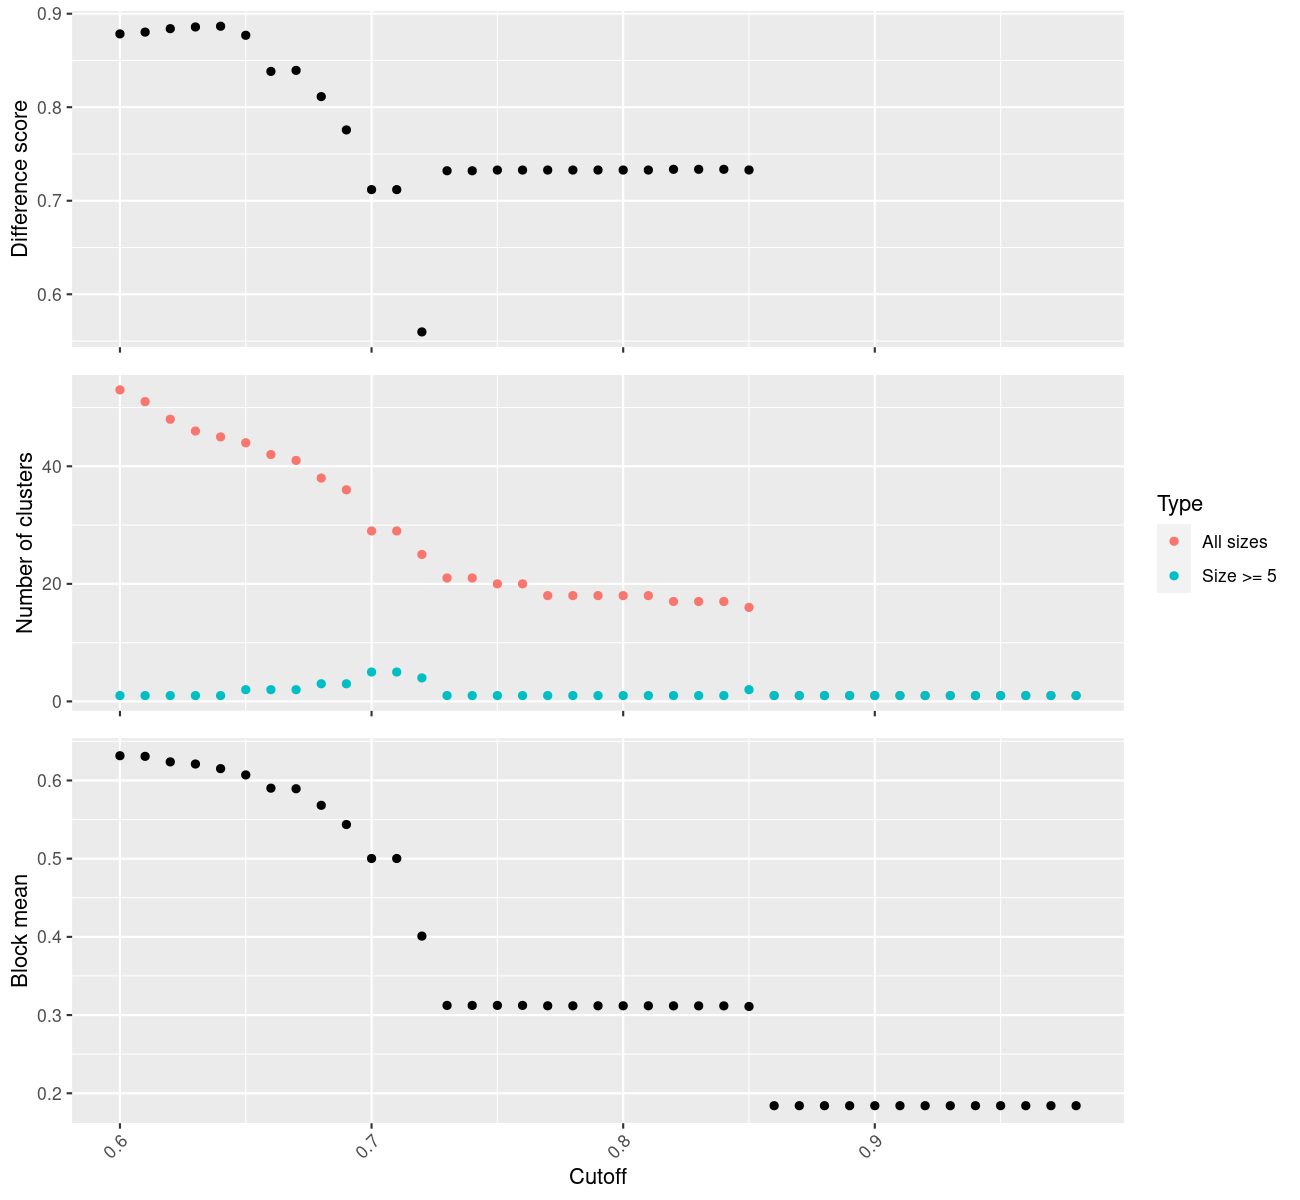 0.9
0.8
0.7
0.6
Difference score
40
20
0
Number of clusters
Type
All sizes
Size >= 5
0.6
0.5
0.4
0.3
0.2
Block mean
0.6
0.7
0.8
0.9
Cutoff